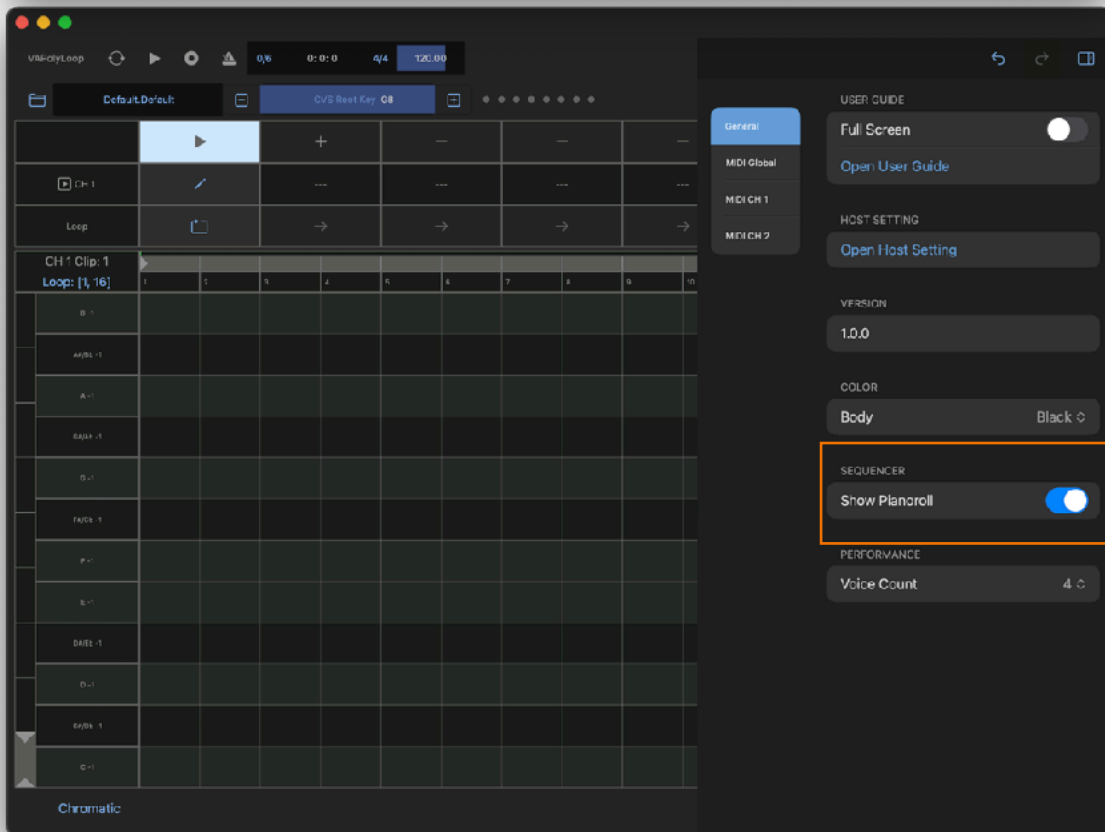 VAPolyLoop 0/6 0: 0: 0 4/4 120.00
Default.Default CVS Root Key G8
CH 1 --- --- --- ---
Loop
CH 1 Clip: 1
Loop: [1, 16] 1 2 3 4 5 6 7 8 9 10
B -1
A#/Bb -1
A -1
G#/Ab -1
G -1
F#/Gb -1
F -1
E -1
D#/Eb -1
D -1
C#/Db -1
C -1
Chromatic
General
MIDI Global
MIDI CH 1
MIDI CH 2
USER GUIDE
Full Screen
Open User Guide
HOST SETTING
Open Host Setting
VERSION
1.0.0
COLOR
Body Black
SEQUENCER
Show Pianoroll
PERFORMANCE
Voice Count 4